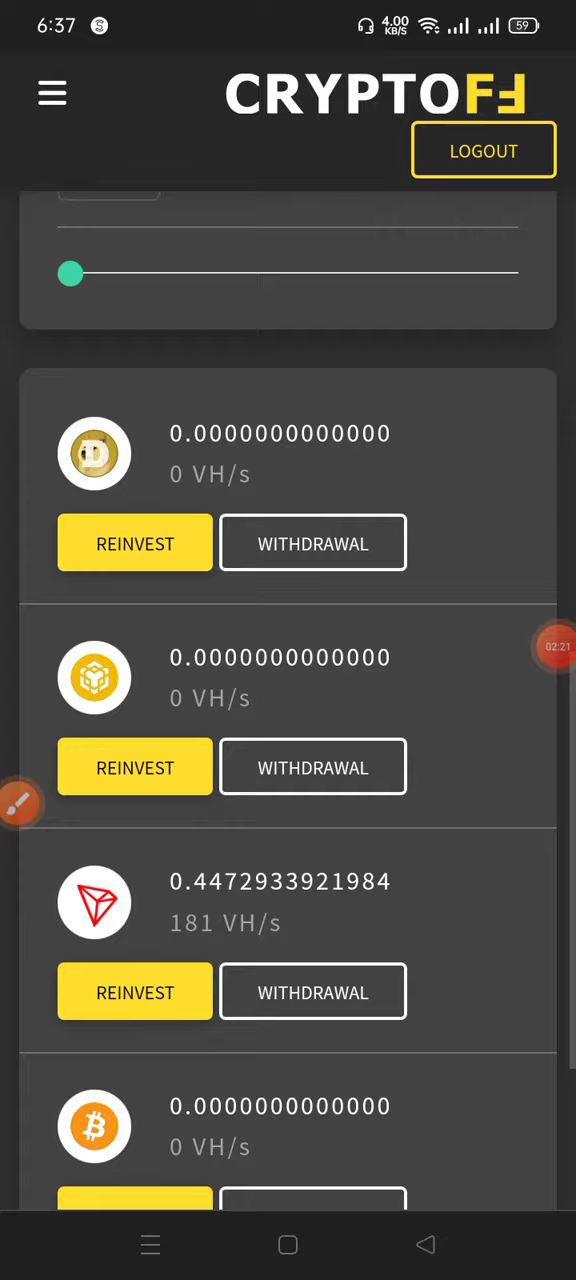 6:37
4.00
KB/S
59
CRYPTOFF
LOGOUT
0.0000000000000
0 VH/s
REINVEST WITHDRAWAL
0.0000000000000
0 VH/s
02:21
REINVEST WITHDRAWAL
0.4472933921984
181 VH/s
REINVEST WITHDRAWAL
0.0000000000000
0 VH/s